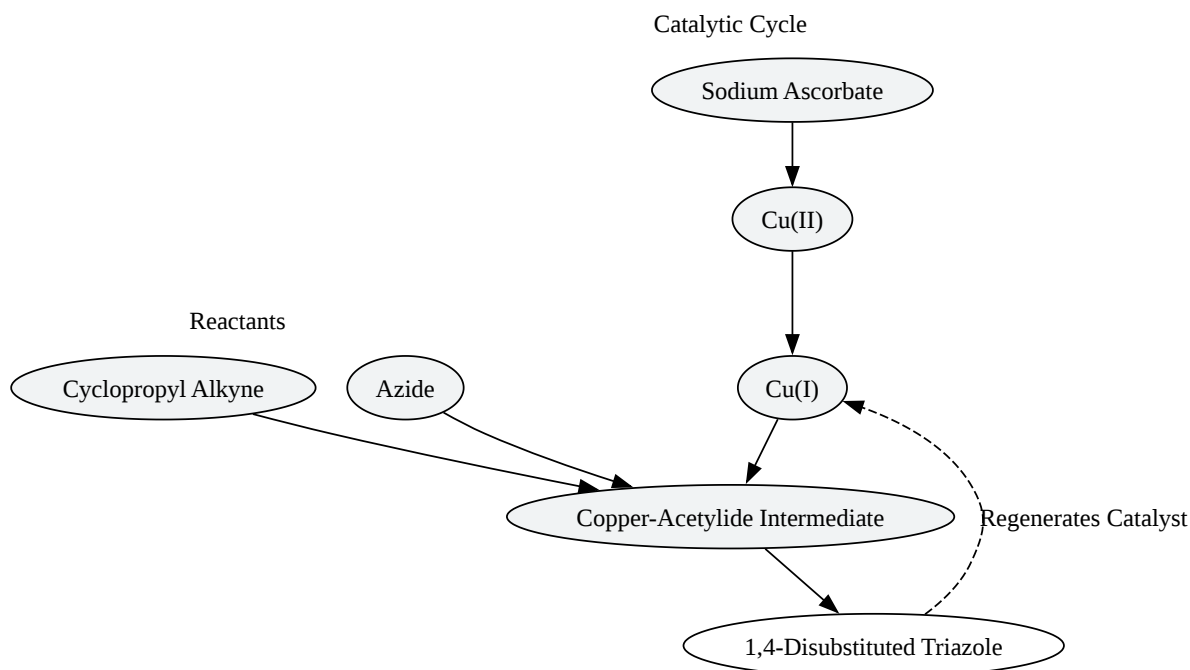 Catalytic Cycle
Sodium Ascorbate
Cu(II)
Reactants
Cyclopropyl Alkyne
Azide
Cu(I)
Copper-Acetylide Intermediate
Regenerates Catalyst
1,4-Disubstituted Triazole